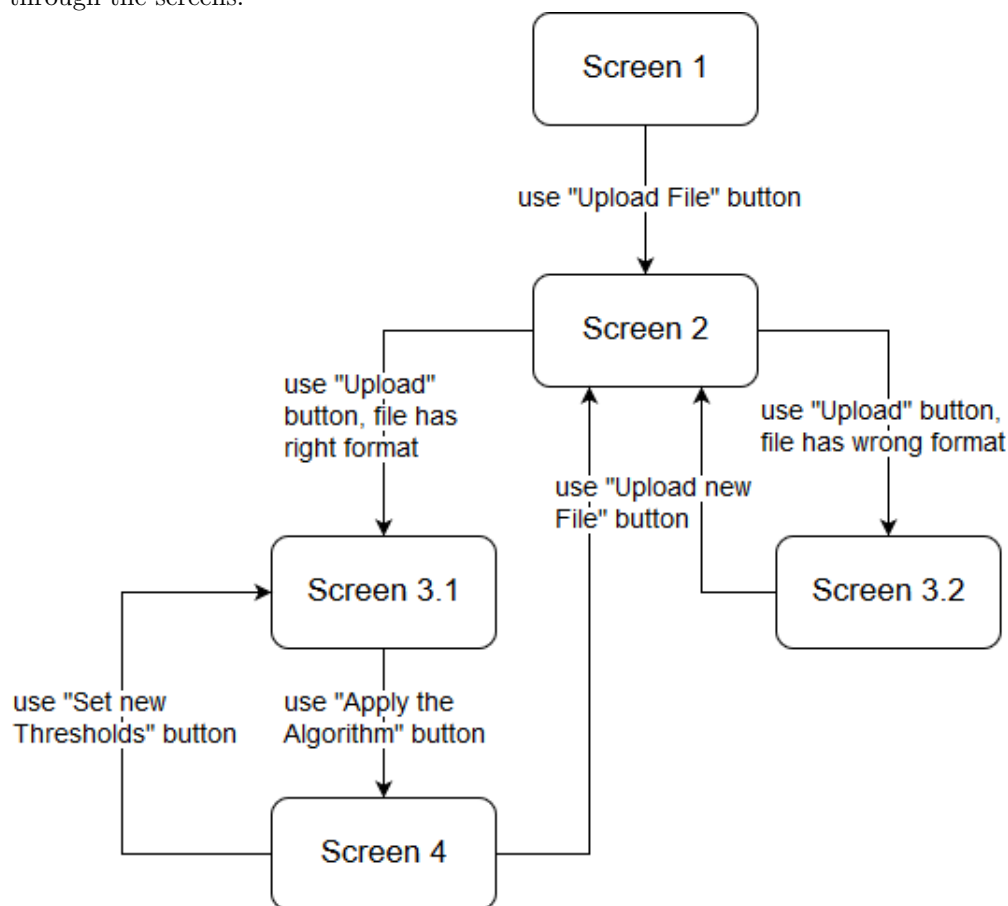 through the screens.
Screen 1
use "Upload File" button
Screen 2
use "Upload"
button, file has
right format
use "Upload" button,
file has wrong format
use "Upload new
File" button
Screen 3.1
Screen 3.2
use "Set new
Thresholds" button
use "Apply the
Algorithm" button
Screen 4